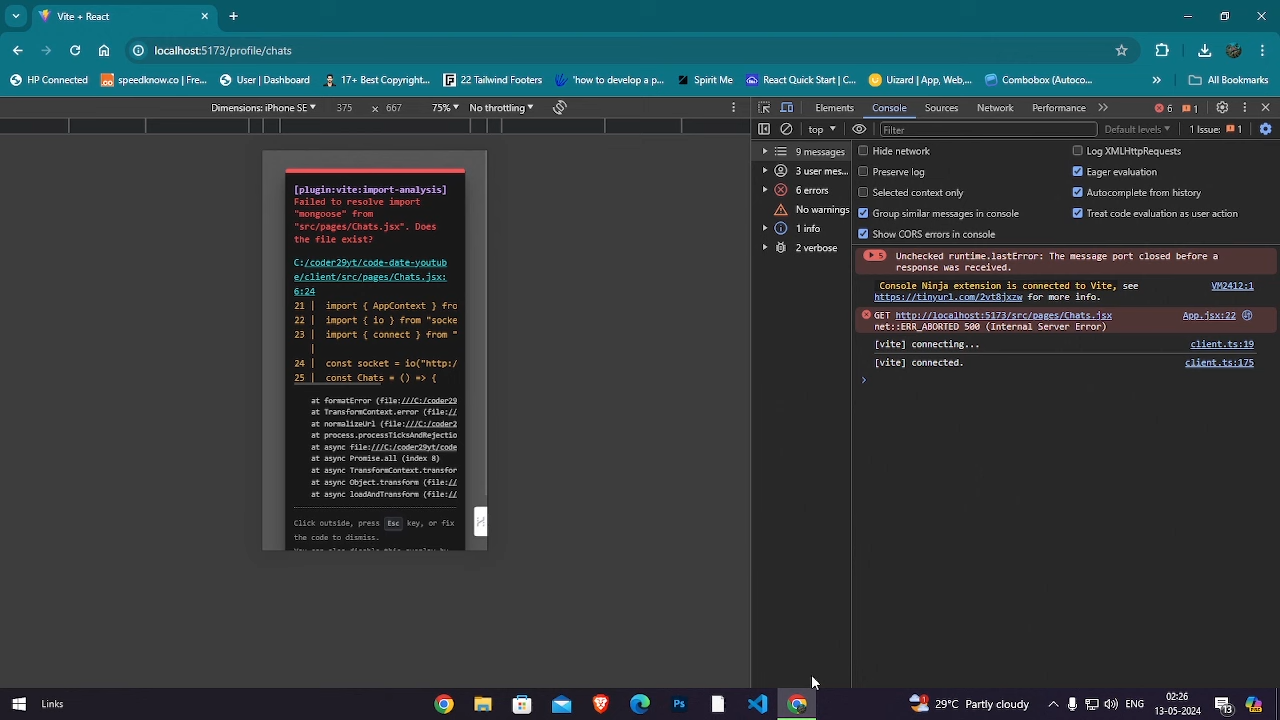 Vite + React
localhost:5173/profile/chats
HP Connected
speedknow.co | Fre...
User | Dashboard
17+ Best Copyright...
22 Tailwind Footers
"how to develop a p...
Spirit Me
React Quick Start | C...
Uizard | App, Web,...
Combobox (Autoco...
All Bookmarks
Dimensions: iPhone SE 375 × 667 75% No throttling
Elements Console Sources Network Performance 6 1
top Filter Default levels 1 Issue: 1
9 messages
3 user mes...
6 errors
No warnings
1 info
2 verbose
Hide network
Log XMLHttpRequests
Preserve log
Eager evaluation
Selected context only
Autocomplete from history
Group similar messages in console
Treat code evaluation as user action
Show CORS errors in console
5 Unchecked runtime.lastError: The message port closed before a
response was received.
Console Ninja extension is connected to Vite, see VM2412:1
https://tinyurl.com/2vt8jxzw for more info.
GET http://localhost:5173/src/pages/Chats.jsx App.jsx:22
net::ERR_ABORTED 500 (Internal Server Error)
[vite] connecting... client.ts:19
[vite] connected. client.ts:175
[plugin:vite:import-analysis]
Failed to resolve import
"mongoose" from
"src/pages/Chats.jsx". Does
the file exist?
C:/coder29yt/code-date-youtub
e/client/src/pages/Chats.jsx:
6:24
21 | import { AppContext } fro
22 | import { io } from "socke
23 | import { connect } from "
|
24 | const socket = io("http:/
25 | const Chats = () => {
at formatError (file:///C:/coder29
at TransformContext.error (file://
at normalizeUrl (file:///C:/coder2
at process.processTicksAndRejectio
at async file:///C:/coder29yt/code
at async Promise.all (index 8)
at async TransformContext.transfor
at async Object.transform (file://
at async loadAndTransform (file://
Click outside, press Esc key, or fix
the code to dismiss.
You can also disable this overlay by
Links
29°C Partly cloudy
ENG
02:26
13-05-2024